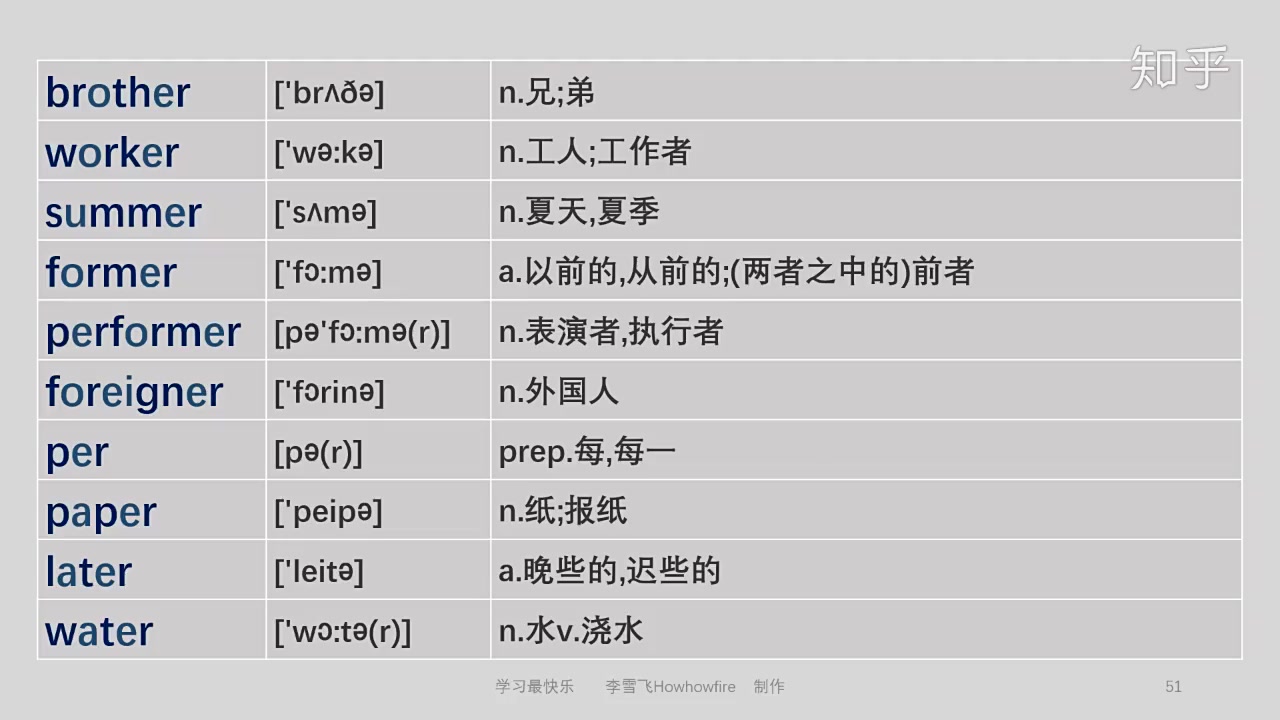 知乎
brother ['brʌðə] n.兄;弟
worker ['wə:kə] n.工人;工作者
summer ['sʌmə] n.夏天,夏季
former ['fɔ:mə] a.以前的,从前的;(两者之中的)前者
performer [pə'fɔ:mə(r)] n.表演者,执行者
foreigner ['fɔrinə] n.外国人
per [pə(r)] prep.每,每一
paper ['peipə] n.纸;报纸
later ['leitə] a.晚些的,迟些的
water ['wɔ:tə(r)] n.水v.浇水
学习最快乐 李雪飞Howhowfire 制作 51